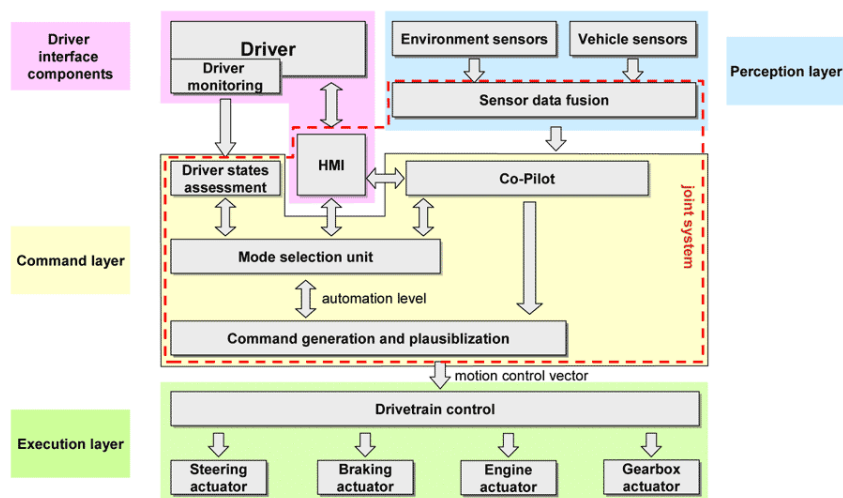 Driver
interface
components
Driver
Driver
monitoring
Environment sensors
Vehicle sensors
Sensor data fusion
Perception layer
Driver states
assessment
HMI
Co-Pilot
joint system
Command layer
Mode selection unit
automation level
Command generation and plausiblization
motion control vector
Drivetrain control
Execution layer
Steering
actuator
Braking
actuator
Engine
actuator
Gearbox
actuator